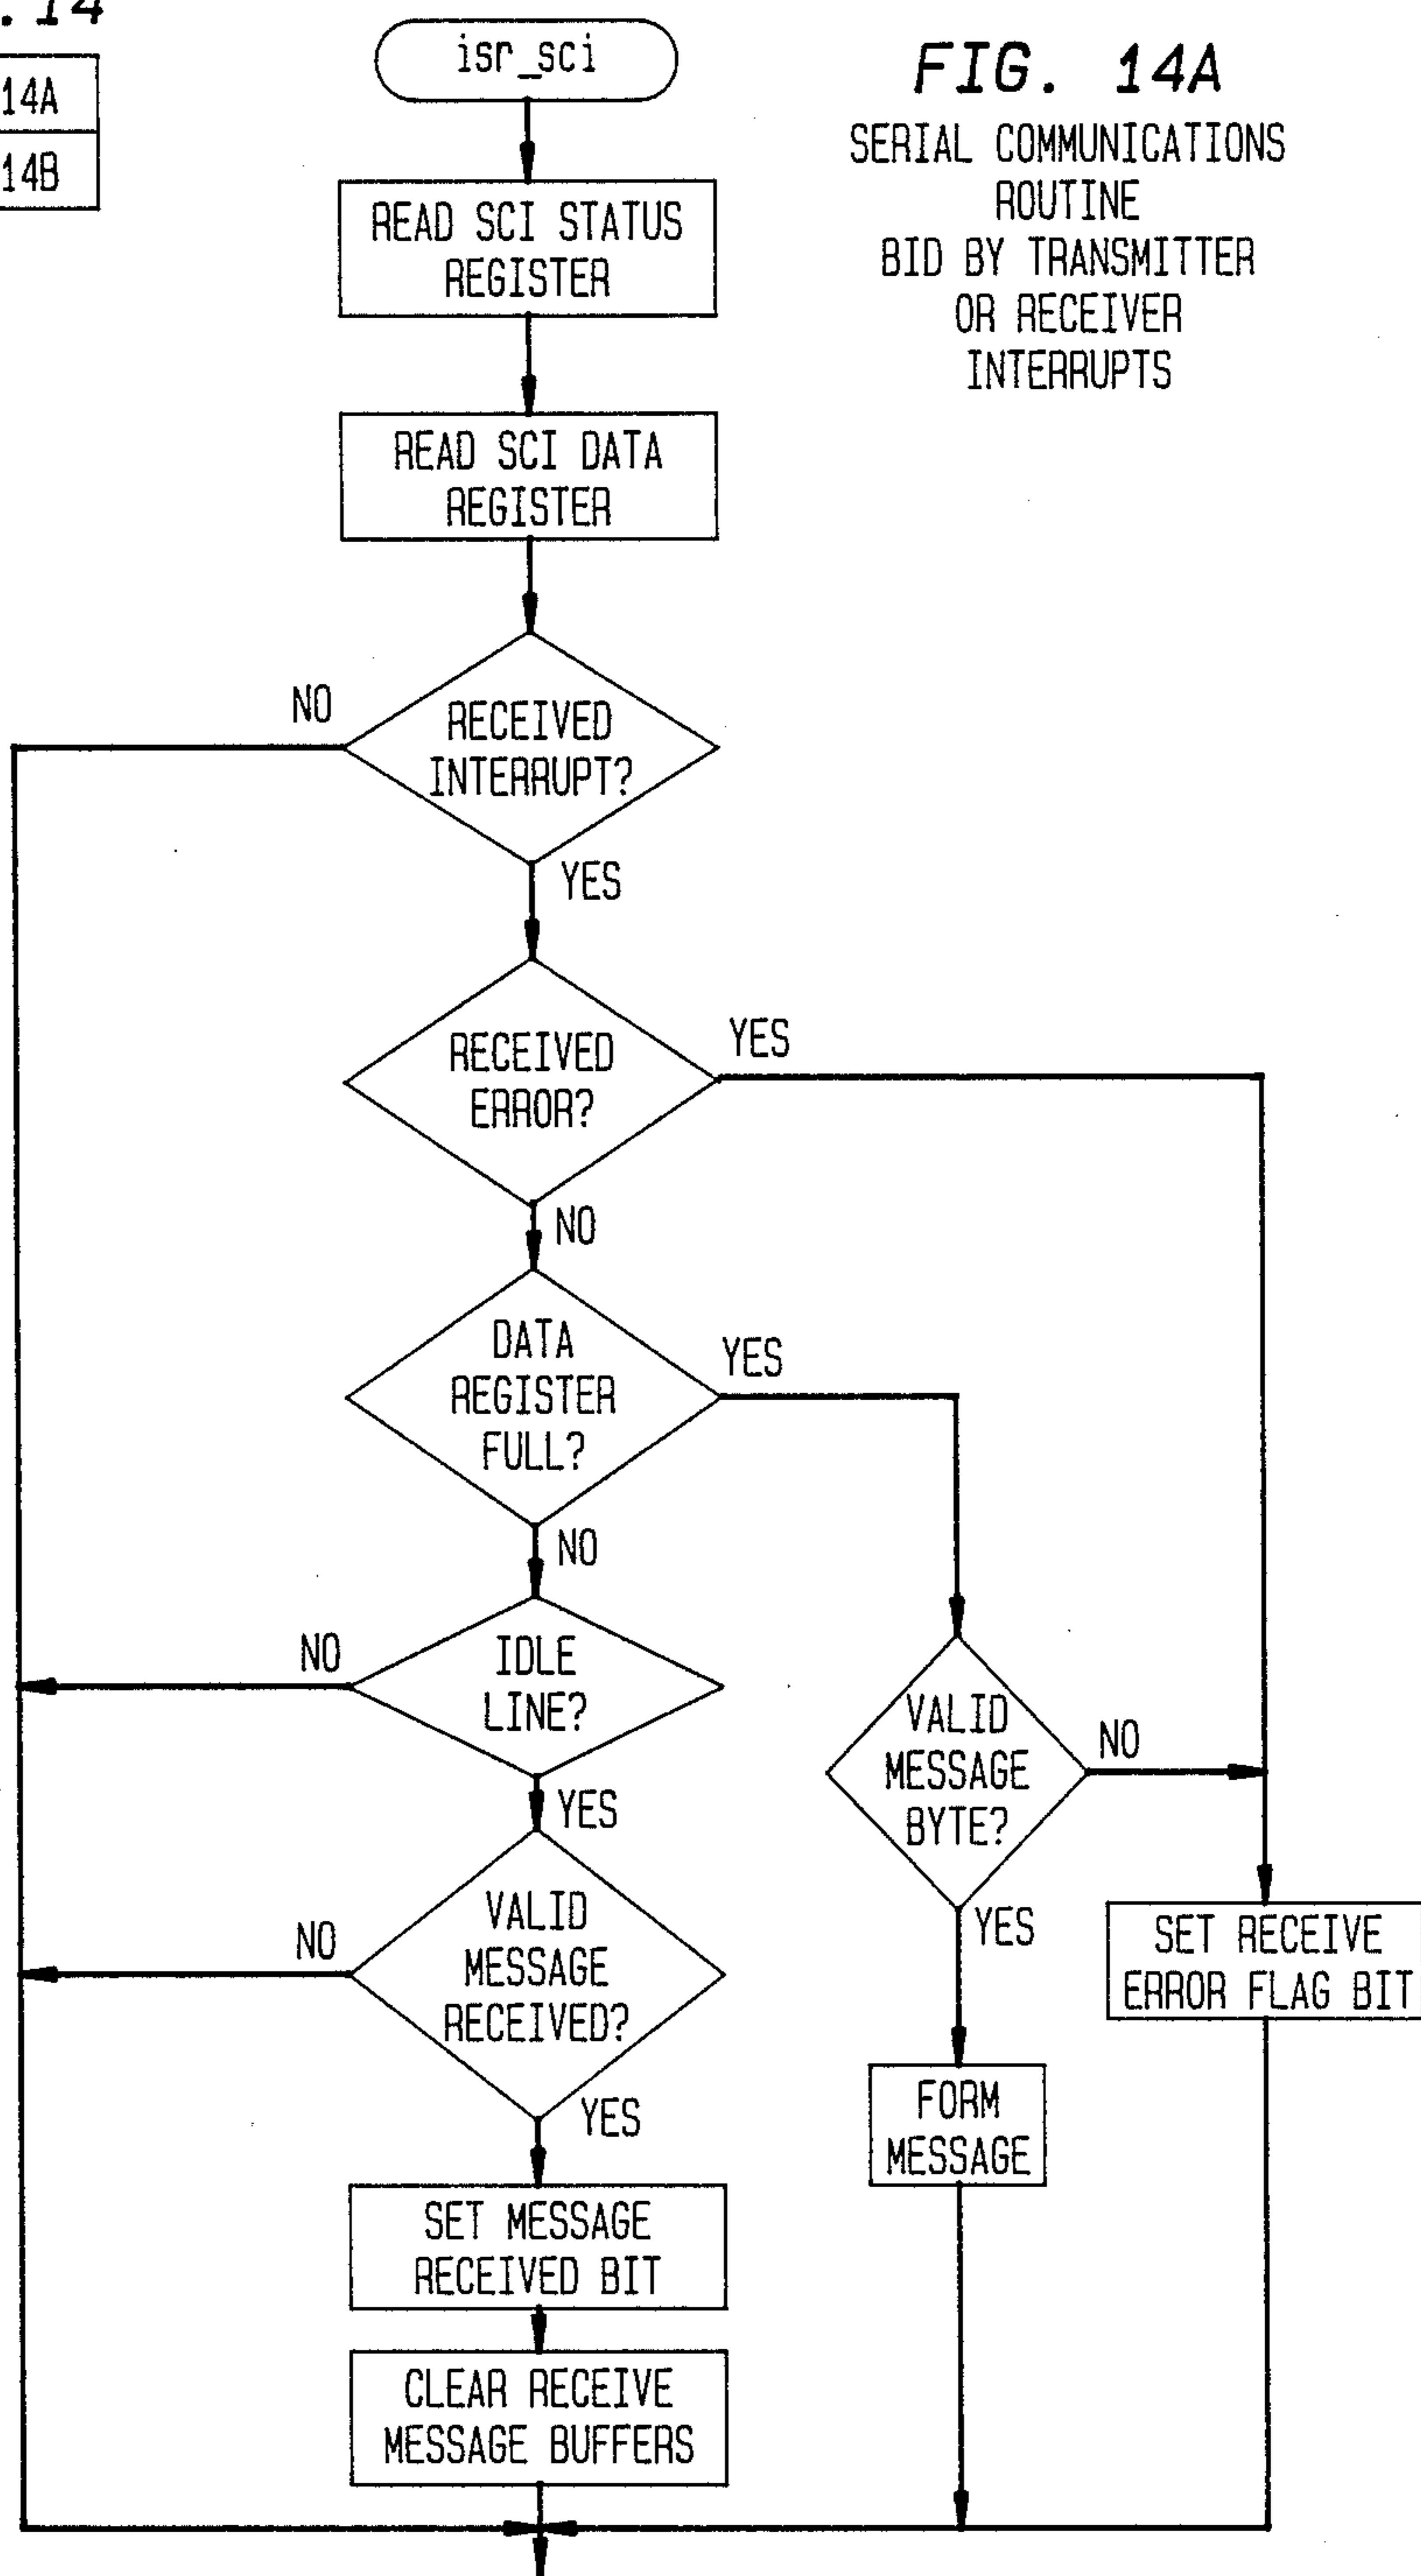 .14
14A
14B
isr_sci
FIG. 14A
SERIAL COMMUNICATIONS
ROUTINE
BID BY TRANSMITTER
OR RECEIVER
INTERRUPTS
READ SCI STATUS
REGISTER
READ SCI DATA
REGISTER
NO
RECEIVED
INTERRUPT?
YES
RECEIVED
ERROR?
YES
NO
DATA
REGISTER
FULL?
YES
NO
NO
IDLE
LINE?
YES
VALID
MESSAGE
BYTE?
NO
YES
NO
VALID
MESSAGE
RECEIVED?
YES
SET RECEIVE
ERROR FLAG BIT
FORM
MESSAGE
SET MESSAGE
RECEIVED BIT
CLEAR RECEIVE
MESSAGE BUFFERS